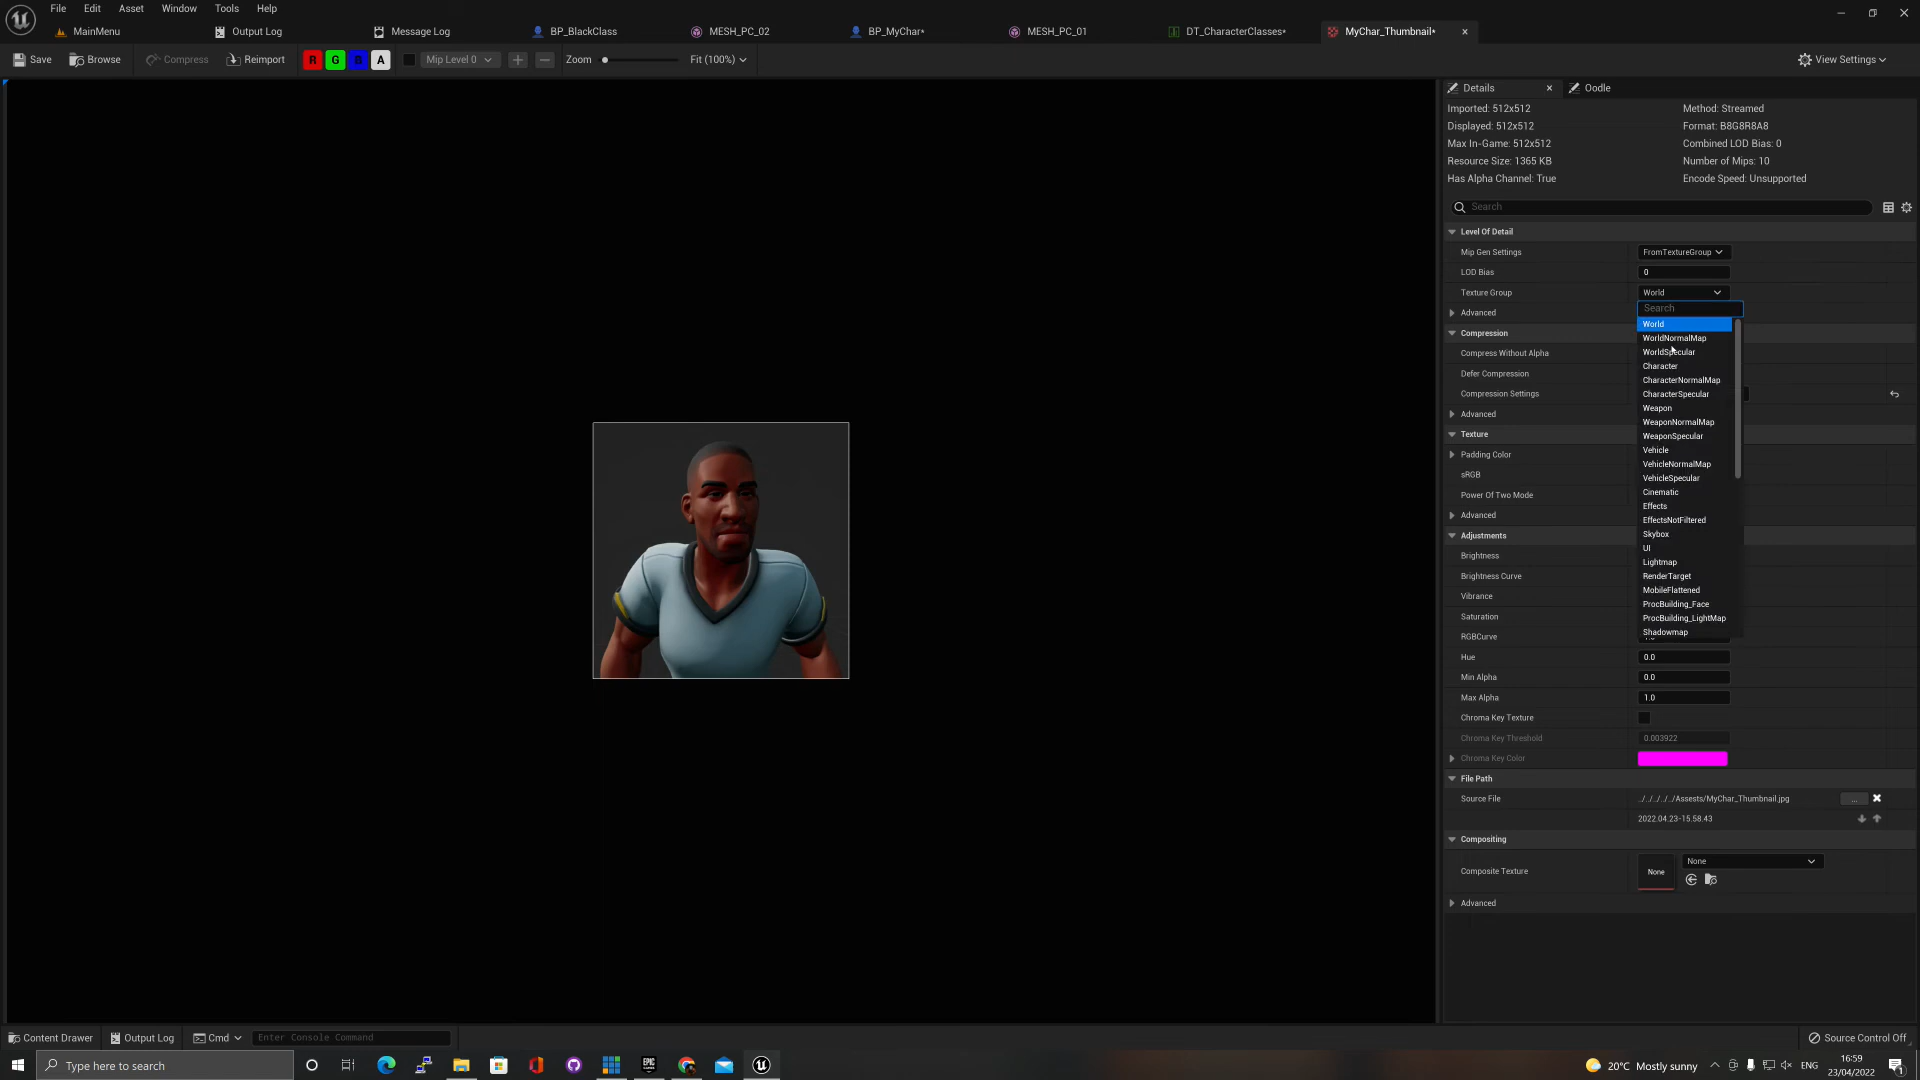 File Edit Asset Window Tools Help
MainMenu Output Log Message Log BP_BlackClass MESH_PC_02 BP_MyChar* MESH_PC_01 DT_CharacterClasses* MyChar_Thumbnail*
Save Browse Compress Reimport R G B A Mip Level 0 Zoom Fit (100%) View Settings
Details Oodle
Imported: 512x512 Method: Streamed
Displayed: 512x512 Format: B8G8R8A8
Max In-Game: 512x512 Combined LOD Bias: 0
Resource Size: 1365 KB Number of Mips: 10
Has Alpha Channel: True Encode Speed: Unsupported
Search
Level Of Detail
Mip Gen Settings FromTextureGroup
LOD Bias 0
Texture Group World
Search
Advanced
World
Compression
WorldNormalMap
Compress Without Alpha WorldSpecular
Character
Defer Compression
CharacterNormalMap
Compression Settings CharacterSpecular
Weapon
Advanced
WeaponNormalMap
Texture WeaponSpecular
Padding Color Vehicle
VehicleNormalMap
sRGB VehicleSpecular
Power Of Two Mode Cinematic
Effects
Advanced EffectsNotFiltered
Adjustments Skybox
UI
Brightness
Lightmap
Brightness Curve RenderTarget
MobileFlattened
Vibrance
ProcBuilding_Face
Saturation ProcBuilding_LightMap
RGBCurve Shadowmap
Hue 0.0
Min Alpha 0.0
Max Alpha 1.0
Chroma Key Texture
Chroma Key Threshold 0.003922
Chroma Key Color
File Path
Source File ../../../../../Assests/MyChar_Thumbnail.jpg ...
2022.04.23-15.58.43
Compositing
None
Composite Texture None
Advanced
Content Drawer Output Log Cmd Enter Console Command Source Control Off
Type here to search EPIC GAMES 20°C Mostly sunny ENG 16:59
23/04/2022 1